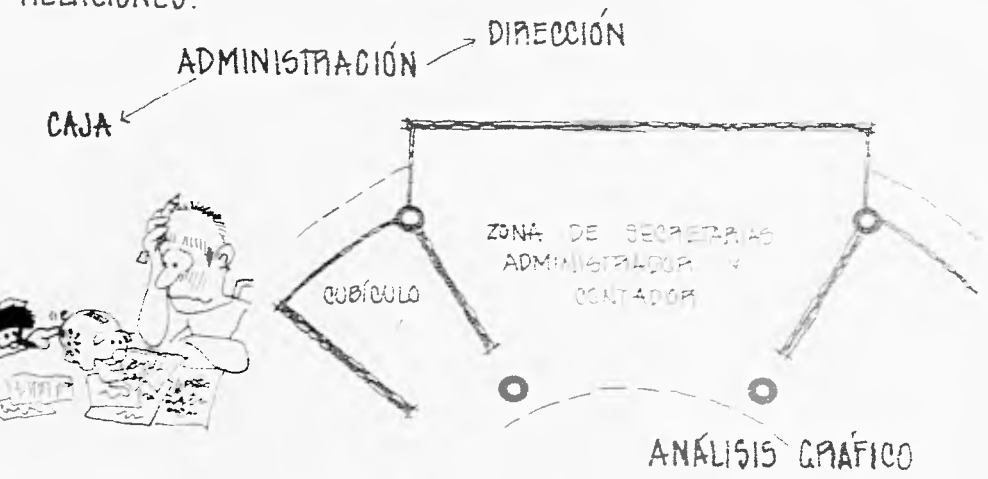 RELACIONES:
DIRECCIÓN
ADMINISTRACIÓN
CAJA
ZONA DE SECRETARIAS
ADMINISTRADOR Y
CONTADOR
CUBÍCULO
ANÁLISIS GRÁFICO